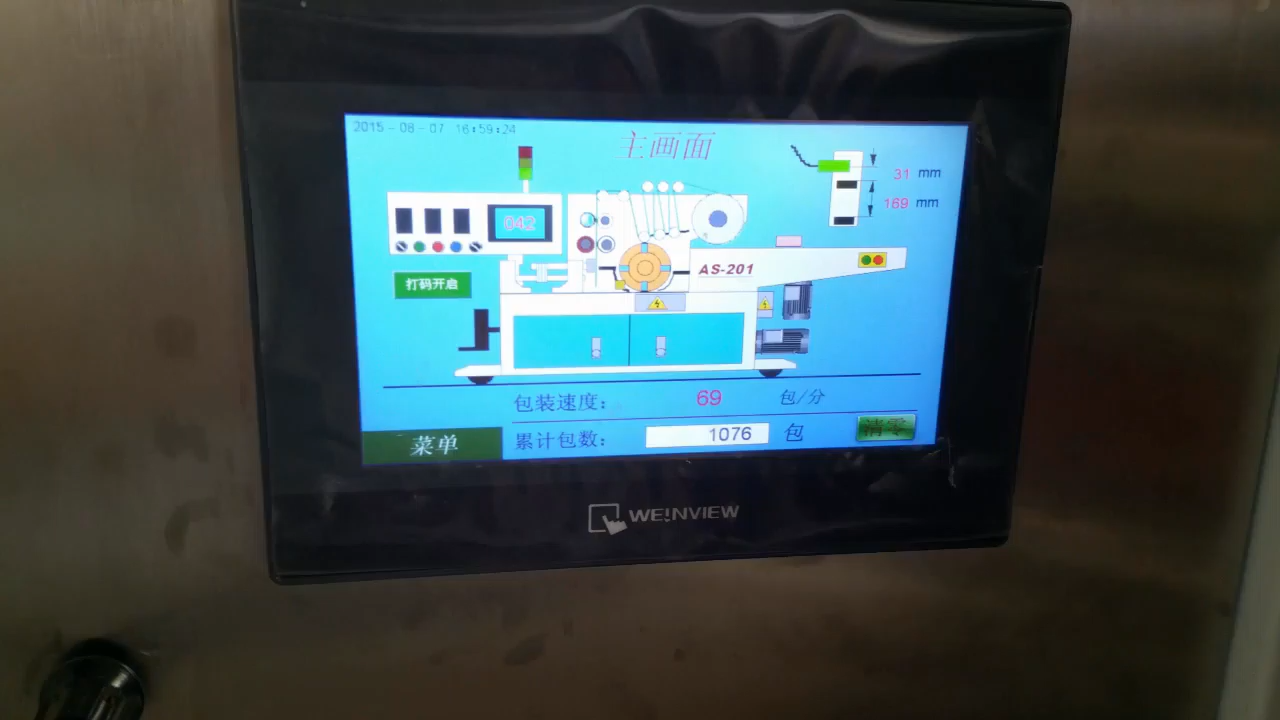 2015-08-07 16:59:24
主画面
31 mm
169 mm
042
AS-201
打码开启
包装速度: 69 包/分
菜单
累计包数: 1076 包
清零
WEINVIEW